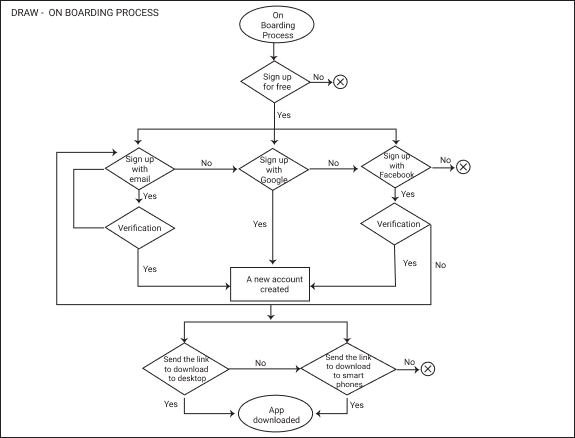 DRAW - ON BOARDING PROCESS
On
Boarding
Process
Sign up
for free
No
Yes
Sign up
with
email
No
Sign up
with
Google
No
Sign up
with
Facebook
No
Yes
Yes
Verification
Yes
Verification
Yes
Yes
No
A new account
created
Send the link
to download
to desktop
No
Send the link
to download
to smart
phones
No
Yes
Yes
App
downloaded